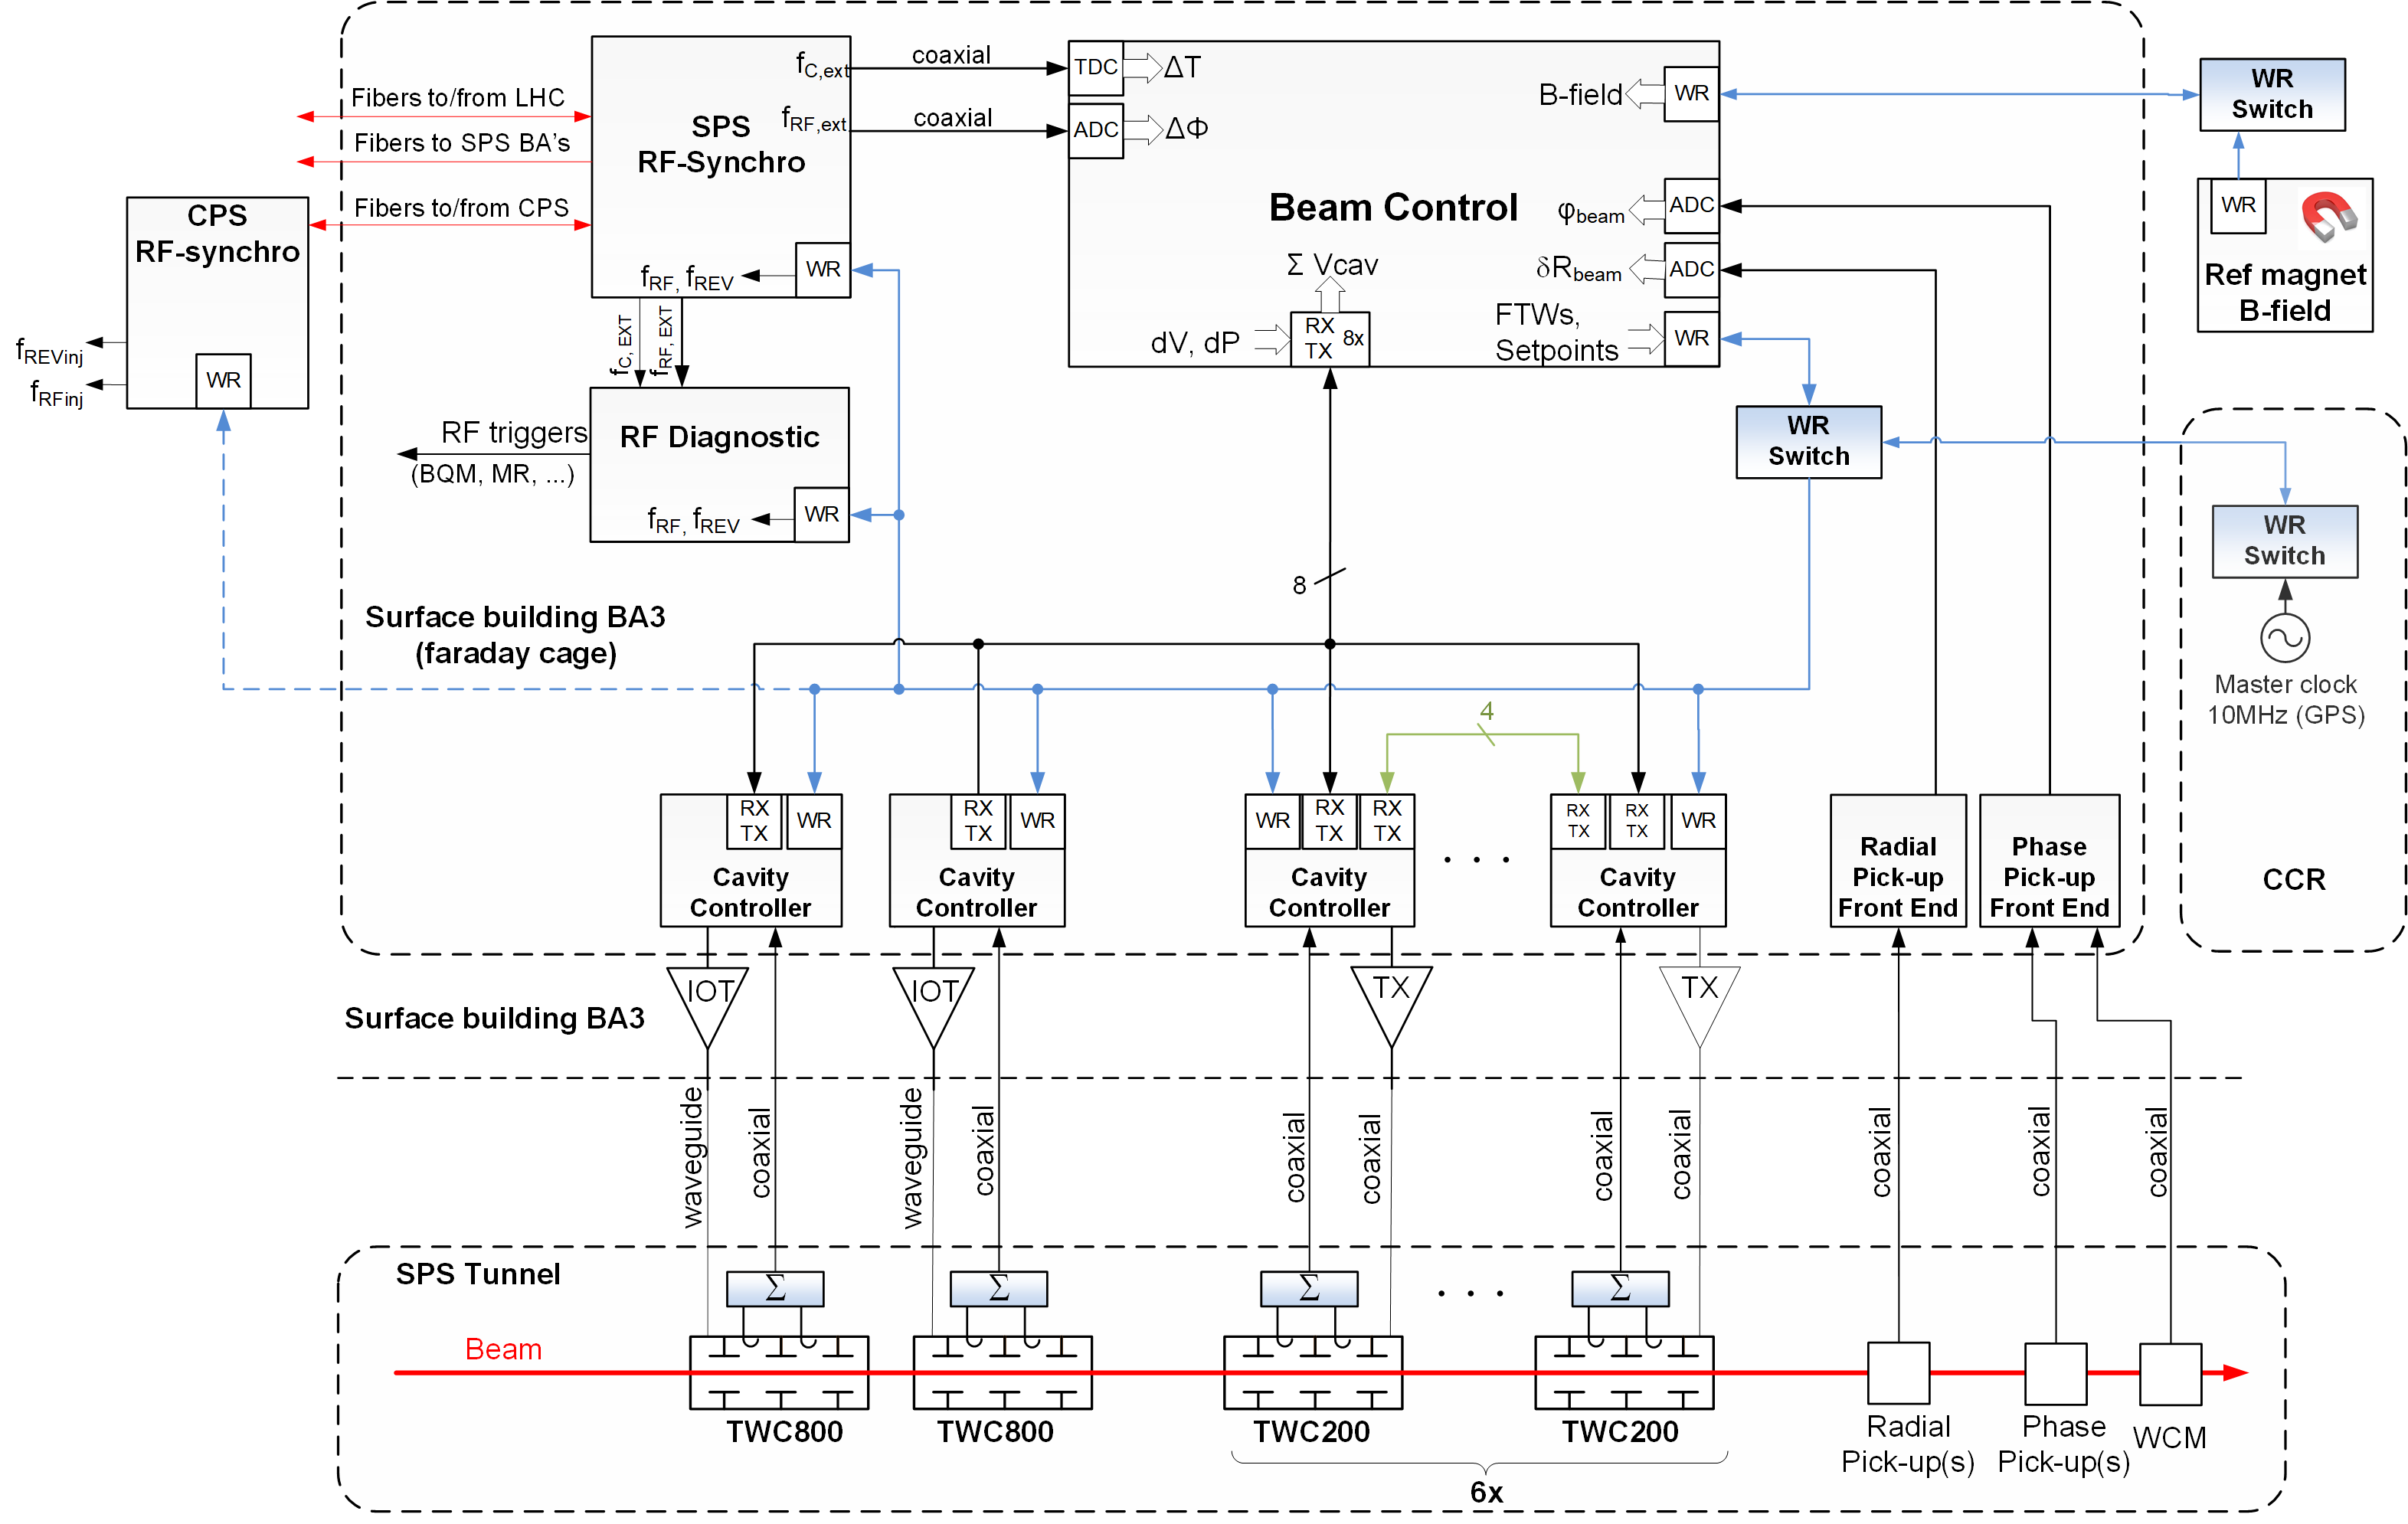 Fibers to/from LHC
Fibers to SPS BA's
Fibers to/from CPS
CPS
RF-synchro
WR
fREVinj
fRFinj
SPS
RF-Synchro
fC,ext
fRF,ext
fRF, fREV
WR
coaxial
coaxial
fC, EXT
fRF, EXT
RF Diagnostic
RF triggers
(BQM, MR, ...)
fRF, fREV
WR
TDC
ΔT
ADC
ΔΦ
Beam Control
B-field
WR
φbeam
ADC
δRbeam
ADC
FTWs,
Setpoints
WR
Σ Vcav
dV, dP
RX
TX
8x
WR
Switch
WR
Ref magnet
B-field
WR
Switch
WR
Switch
Master clock
10MHz (GPS)
CCR
Surface building BA3
(faraday cage)
8
4
RX
TX
WR
Cavity
Controller
RX
TX
WR
Cavity
Controller
WR
RX
TX
RX
TX
Cavity
Controller
. . .
RX
TX
RX
TX
WR
Cavity
Controller
Radial
Pick-up
Front End
Phase
Pick-up
Front End
IOT
IOT
TX
TX
Surface building BA3
waveguide
coaxial
waveguide
coaxial
coaxial
coaxial
coaxial
coaxial
coaxial
coaxial
coaxial
SPS Tunnel
Σ
Σ
Σ
. . .
Σ
Beam
TWC800
TWC800
TWC200
TWC200
6x
Radial
Pick-up(s)
Phase
Pick-up(s)
WCM